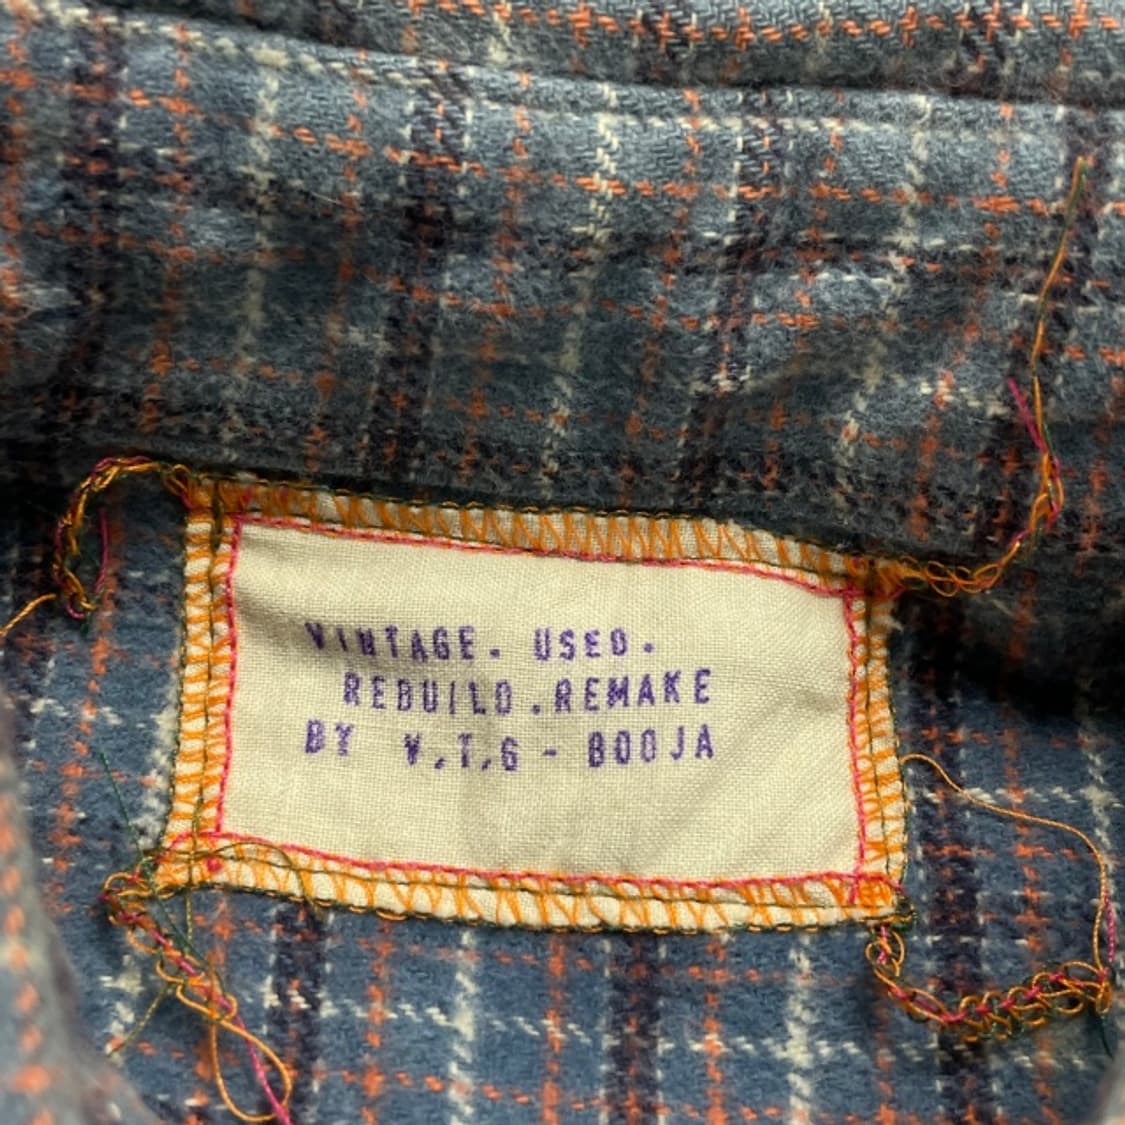 VINTAGE. USED.
REBUILD.REMAKE
BY V.T.G - BOOJA